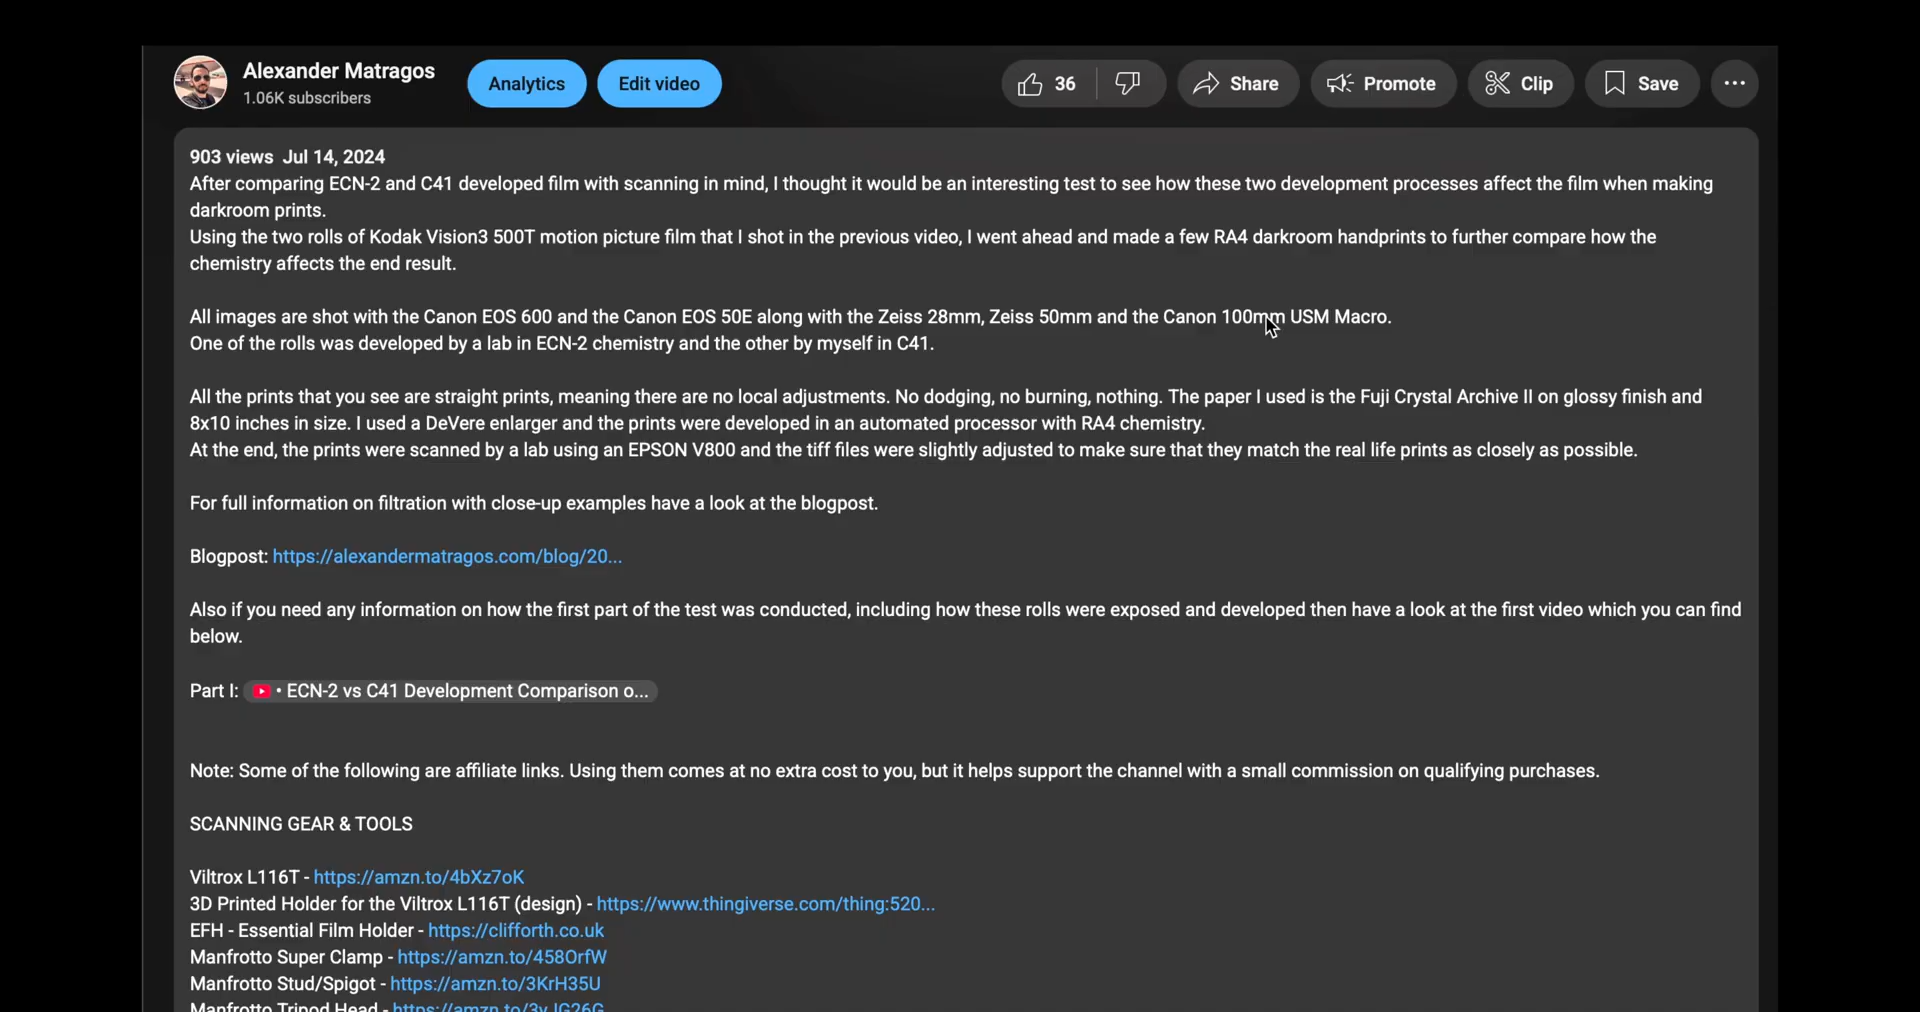 Alexander Matragos
1.06K subscribers
Analytics
Edit video
36
Share
Promote
Clip
Save
903 views  Jul 14, 2024
After comparing ECN-2 and C41 developed film with scanning in mind, I thought it would be an interesting test to see how these two development processes affect the film when making
darkroom prints.
Using the two rolls of Kodak Vision3 500T motion picture film that I shot in the previous video, I went ahead and made a few RA4 darkroom handprints to further compare how the
chemistry affects the end result.
All images are shot with the Canon EOS 600 and the Canon EOS 50E along with the Zeiss 28mm, Zeiss 50mm and the Canon 100mm USM Macro.
One of the rolls was developed by a lab in ECN-2 chemistry and the other by myself in C41.
All the prints that you see are straight prints, meaning there are no local adjustments. No dodging, no burning, nothing. The paper I used is the Fuji Crystal Archive II on glossy finish and
8x10 inches in size. I used a DeVere enlarger and the prints were developed in an automated processor with RA4 chemistry.
At the end, the prints were scanned by a lab using an EPSON V800 and the tiff files were slightly adjusted to make sure that they match the real life prints as closely as possible.
For full information on filtration with close-up examples have a look at the blogpost.
Blogpost: https://alexandermatragos.com/blog/20...
Also if you need any information on how the first part of the test was conducted, including how these rolls were exposed and developed then have a look at the first video which you can find
below.
Part I: • ECN-2 vs C41 Development Comparison o...
Note: Some of the following are affiliate links. Using them comes at no extra cost to you, but it helps support the channel with a small commission on qualifying purchases.
SCANNING GEAR & TOOLS
Viltrox L116T - https://amzn.to/4bXz7oK
3D Printed Holder for the Viltrox L116T (design) - https://www.thingiverse.com/thing:520...
EFH - Essential Film Holder - https://clifforth.co.uk
Manfrotto Super Clamp - https://amzn.to/458OrfW
Manfrotto Stud/Spigot - https://amzn.to/3KrH35U
Manfrotto Tripod Head -